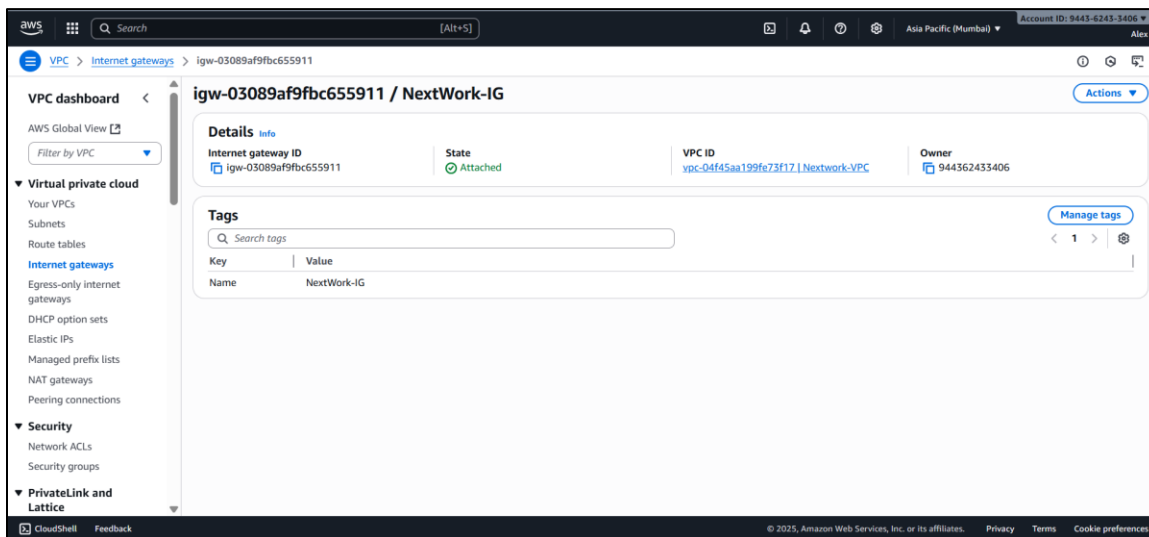 aws
Search
[Alt+S]
Asia Pacific (Mumbai)
Account ID: 9443-6243-3406
Alex
VPC > Internet gateways > igw-03089af9fbc655911
VPC dashboard
AWS Global View
Filter by VPC
Virtual private cloud
Your VPCs
Subnets
Route tables
Internet gateways
Egress-only internet
gateways
DHCP option sets
Elastic IPs
Managed prefix lists
NAT gateways
Peering connections
Security
Network ACLs
Security groups
PrivateLink and
Lattice
igw-03089af9fbc655911 / NextWork-IG
Actions
Details Info
Internet gateway ID
igw-03089af9fbc655911
State
Attached
VPC ID
vpc-04f45aa199fe73f17 | Nextwork-VPC
Owner
944362433406
Tags
Manage tags
Search tags
1
Key Value
Name NextWork-IG
CloudShell Feedback
© 2025, Amazon Web Services, Inc. or its affiliates. Privacy Terms Cookie preferences